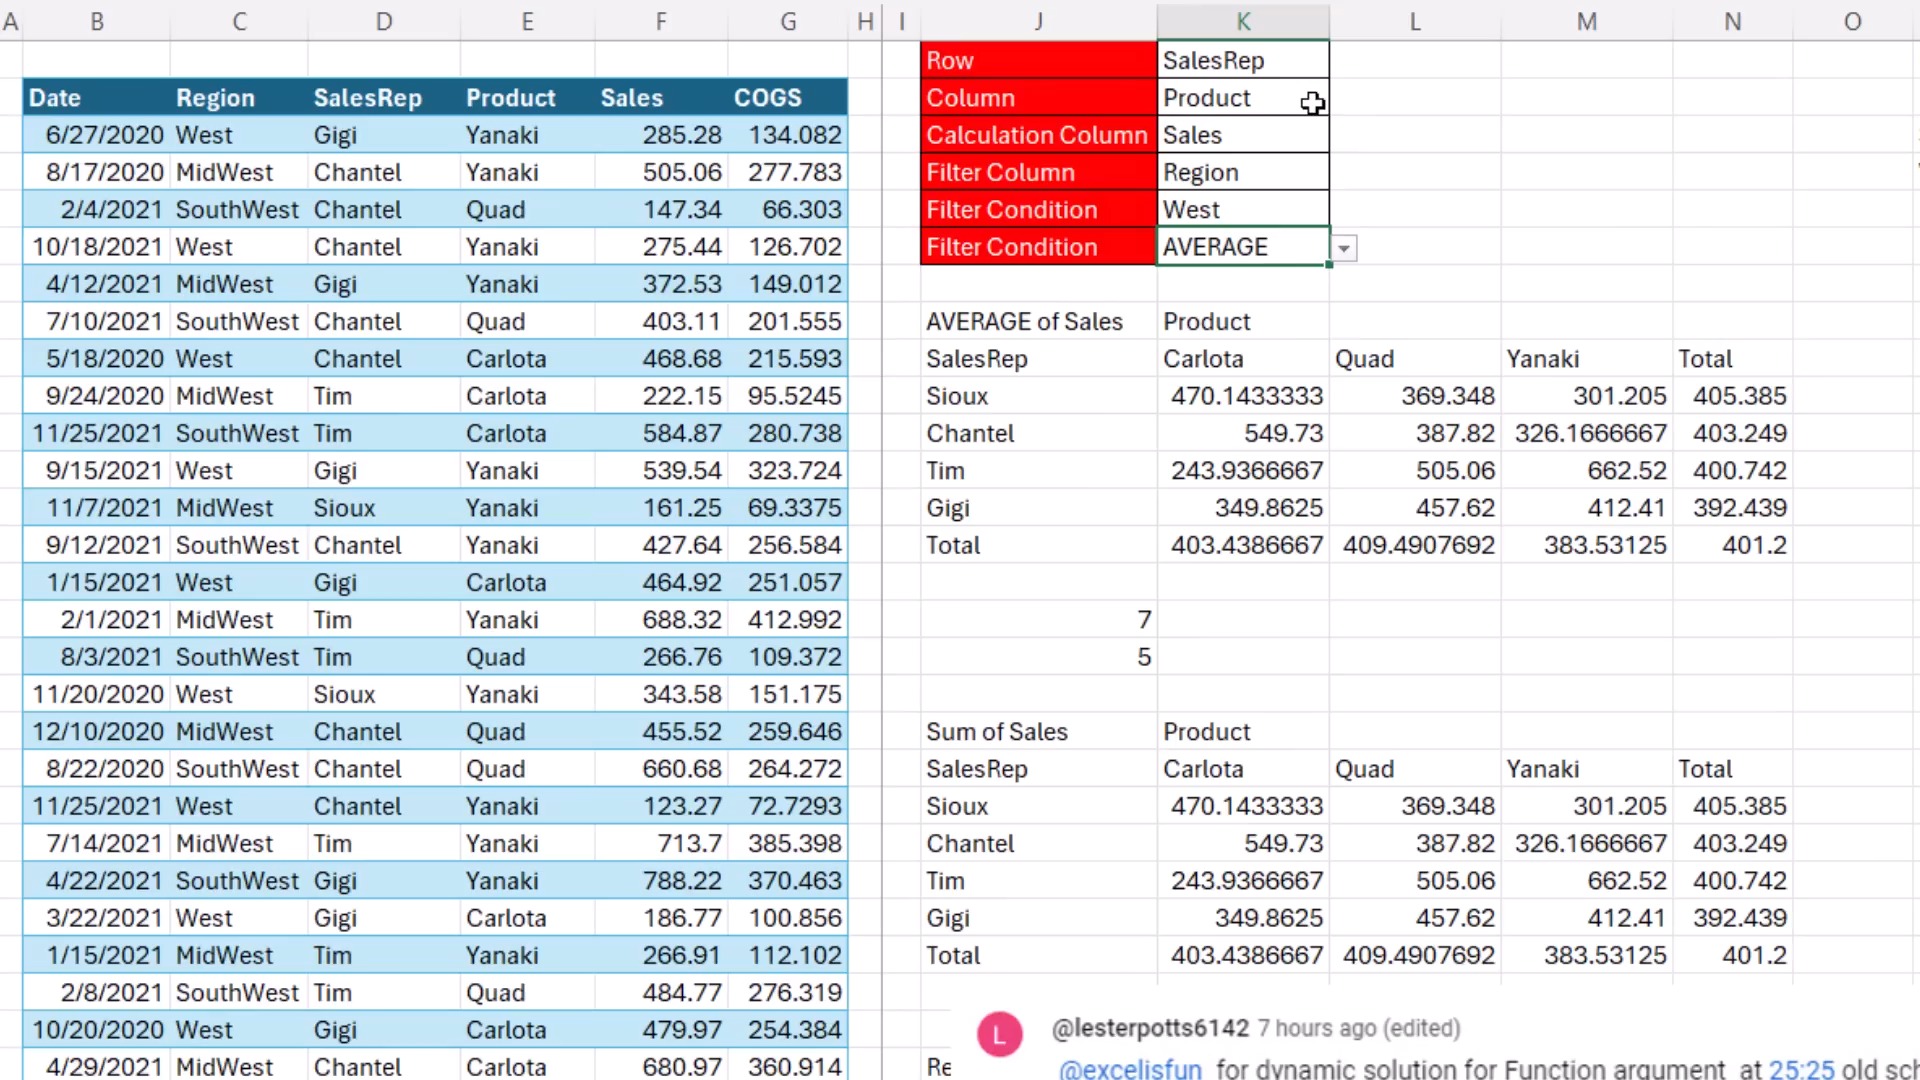 A B C D E F G H I J K L M N O
Date Region SalesRep Product Sales COGS
6/27/2020 West Gigi Yanaki 285.28 134.082
8/17/2020 MidWest Chantel Yanaki 505.06 277.783
2/4/2021 SouthWest Chantel Quad 147.34 66.303
10/18/2021 West Chantel Yanaki 275.44 126.702
4/12/2021 MidWest Gigi Yanaki 372.53 149.012
7/10/2021 SouthWest Chantel Quad 403.11 201.555
5/18/2020 West Chantel Carlota 468.68 215.593
9/24/2020 MidWest Tim Carlota 222.15 95.5245
11/25/2021 SouthWest Tim Carlota 584.87 280.738
9/15/2021 West Gigi Yanaki 539.54 323.724
11/7/2021 MidWest Sioux Yanaki 161.25 69.3375
9/12/2021 SouthWest Chantel Yanaki 427.64 256.584
1/15/2021 West Gigi Carlota 464.92 251.057
2/1/2021 MidWest Tim Yanaki 688.32 412.992
8/3/2021 SouthWest Tim Quad 266.76 109.372
11/20/2020 West Sioux Yanaki 343.58 151.175
12/10/2020 MidWest Chantel Quad 455.52 259.646
8/22/2020 SouthWest Chantel Quad 660.68 264.272
11/25/2021 West Chantel Yanaki 123.27 72.7293
7/14/2021 MidWest Tim Yanaki 713.7 385.398
4/22/2021 SouthWest Gigi Yanaki 788.22 370.463
3/22/2021 West Gigi Carlota 186.77 100.856
1/15/2021 MidWest Tim Yanaki 266.91 112.102
2/8/2021 SouthWest Tim Quad 484.77 276.319
10/20/2020 West Gigi Carlota 479.97 254.384
4/29/2021 MidWest Chantel Carlota 680.97 360.914
Row SalesRep
Column Product
Calculation Column Sales
Filter Column Region
Filter Condition West
Filter Condition AVERAGE
AVERAGE of Sales Product
SalesRep Carlota Quad Yanaki Total
Sioux 470.1433333 369.348 301.205 405.385
Chantel 549.73 387.82 326.1666667 403.249
Tim 243.9366667 505.06 662.52 400.742
Gigi 349.8625 457.62 412.41 392.439
Total 403.4386667 409.4907692 383.53125 401.2
7
5
Sum of Sales Product
SalesRep Carlota Quad Yanaki Total
Sioux 470.1433333 369.348 301.205 405.385
Chantel 549.73 387.82 326.1666667 403.249
Tim 243.9366667 505.06 662.52 400.742
Gigi 349.8625 457.62 412.41 392.439
Total 403.4386667 409.4907692 383.53125 401.2
Re
L @lesterpotts6142 7 hours ago (edited)
@excelisfun for dynamic solution for Function argument at 25:25 old sch